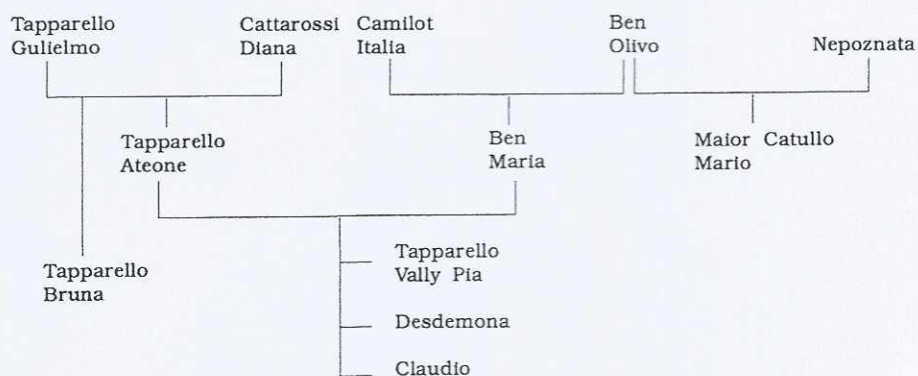 Tapparello
Gulielmo
Cattarossi
Diana
Camilot
Italia
Ben
Olivo
Nepoznata
Tapparello
Ateone
Ben
Maria
Maior Catullo
Mario
Tapparello
Bruna
Tapparello
Vally Pia
Desdemona
Claudio